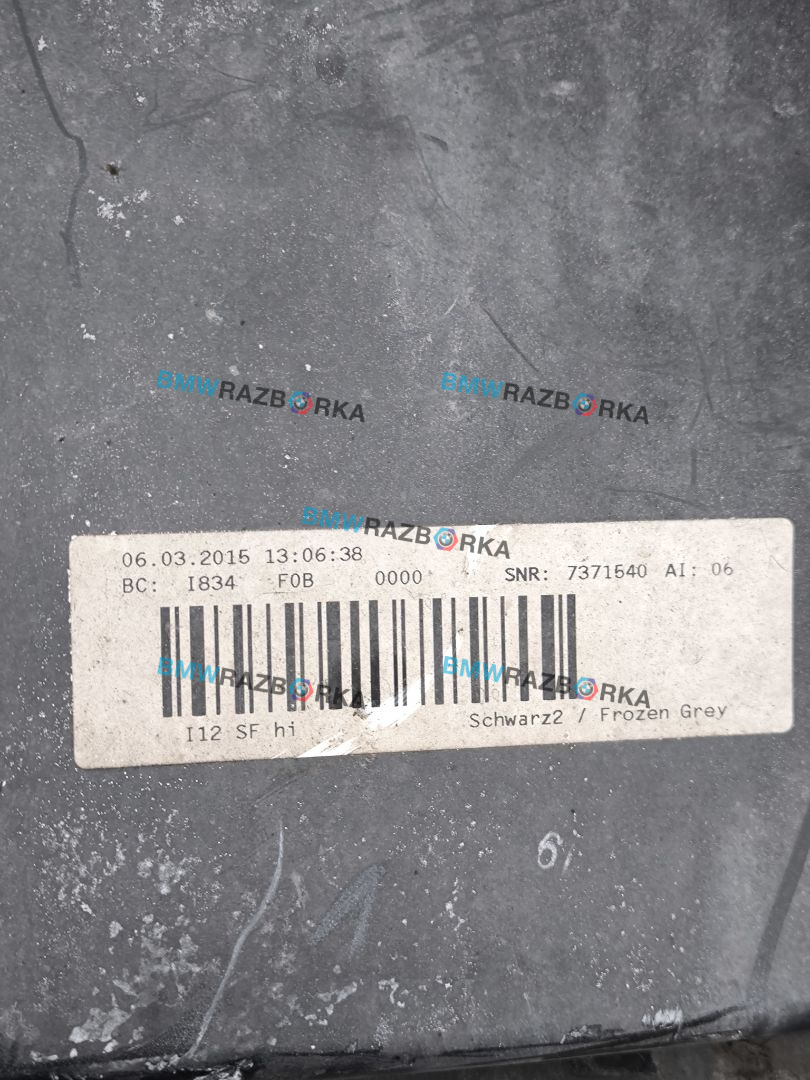 BMWRAZBORKA BMWRAZBORKA
BMWRAZBORKA
06.03.2015 13:06:38
BC: I834 F0B 0000 SNR: 7371540 AI: 06
BMWRAZBORKA BMWRAZBORKA
I12 SF hi Schwarz2 / Frozen Grey
6